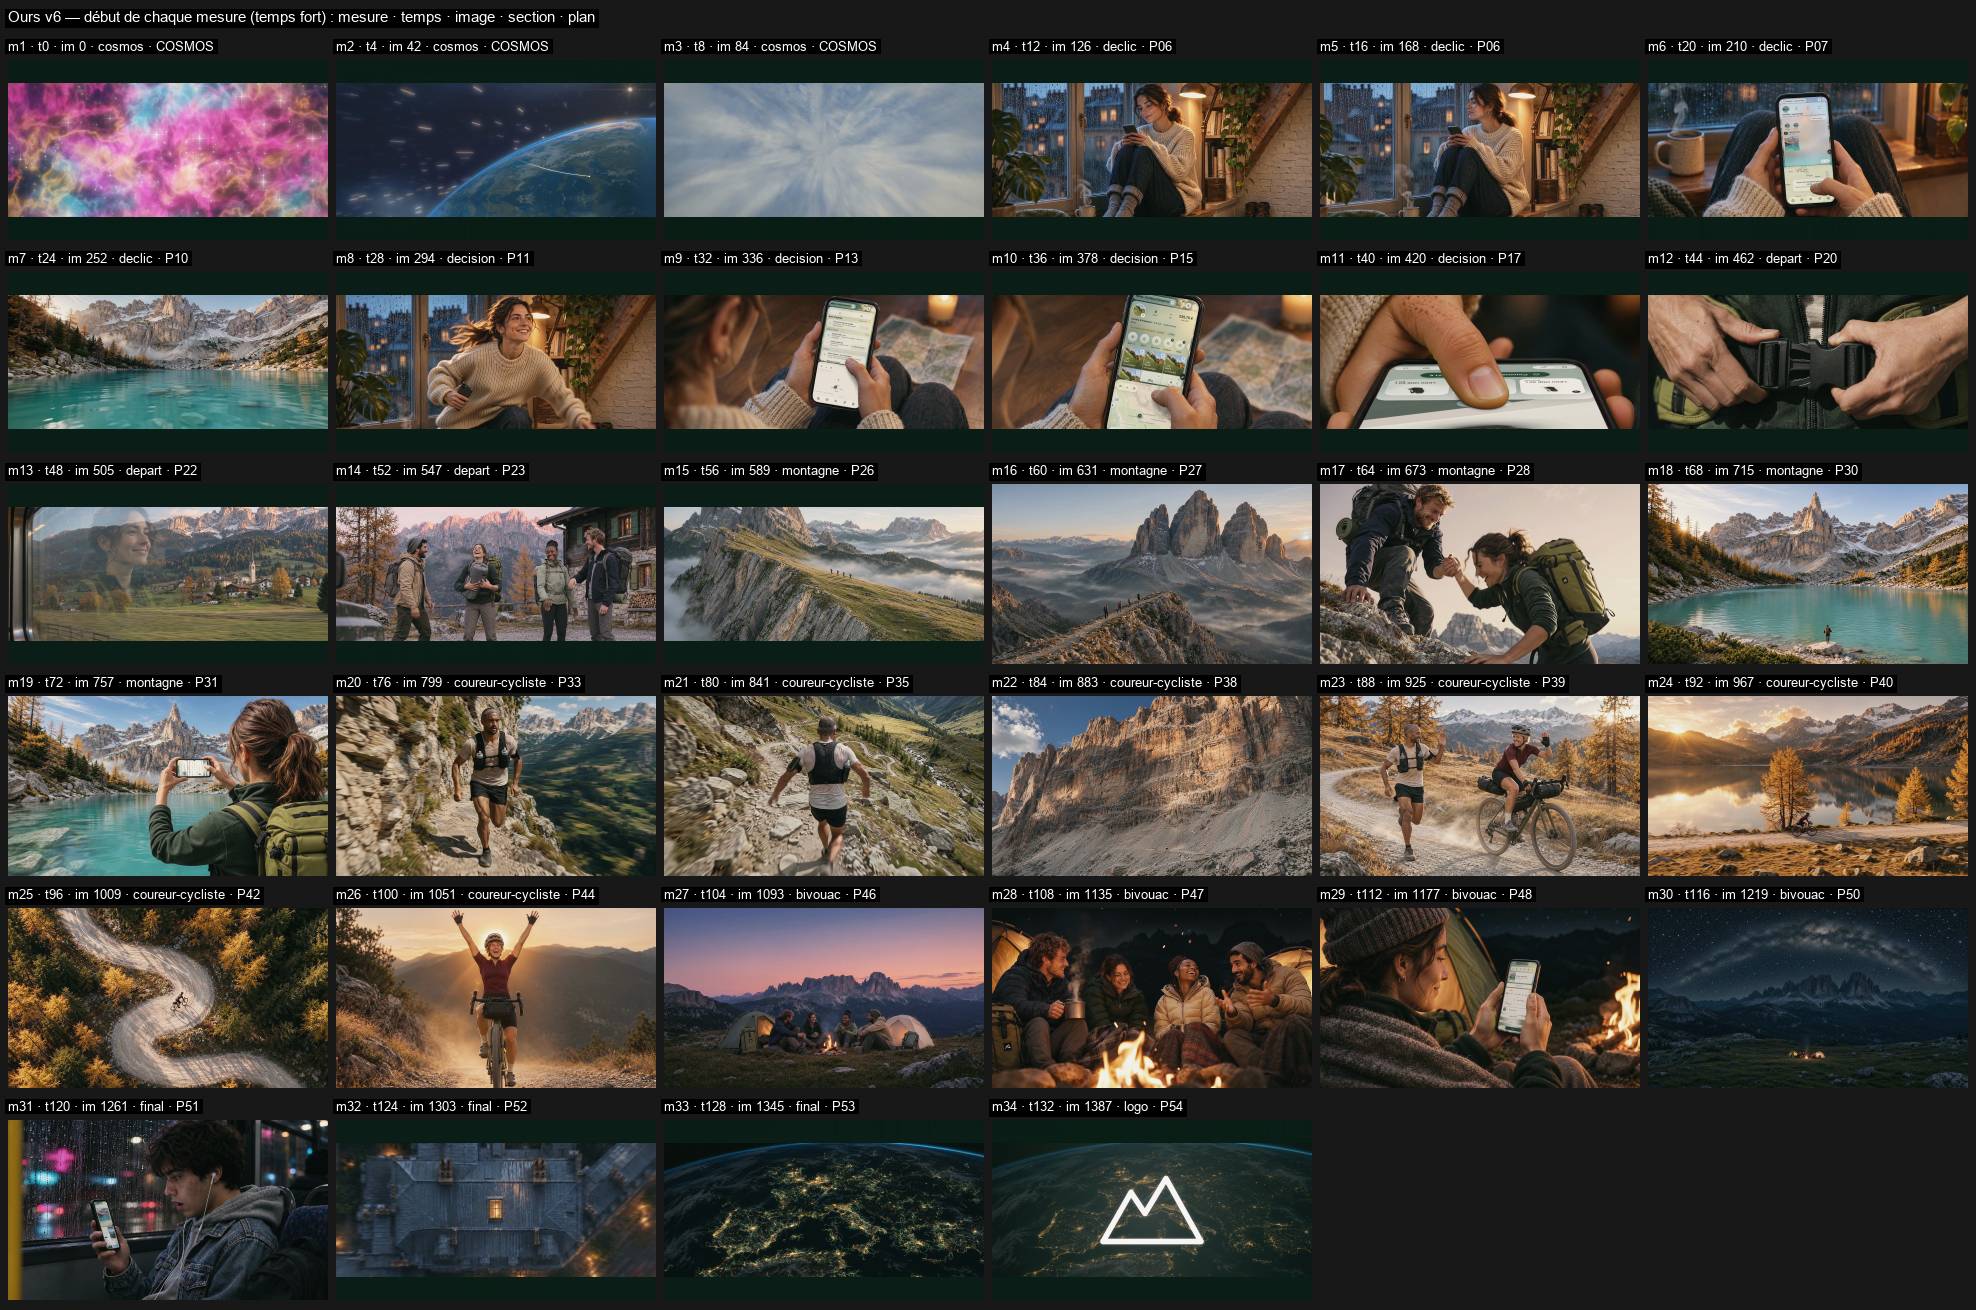 Ours v6 — début de chaque mesure (temps fort) : mesure · temps · image · section · plan
m1 · t0 · im 0 · cosmos · COSMOS
m2 · t4 · im 42 · cosmos · COSMOS
m3 · t8 · im 84 · cosmos · COSMOS
m4 · t12 · im 126 · declic · P06
m5 · t16 · im 168 · declic · P06
m6 · t20 · im 210 · declic · P07
m7 · t24 · im 252 · declic · P10
m8 · t28 · im 294 · decision · P11
m9 · t32 · im 336 · decision · P13
m10 · t36 · im 378 · decision · P15
m11 · t40 · im 420 · decision · P17
m12 · t44 · im 462 · depart · P20
m13 · t48 · im 505 · depart · P22
m14 · t52 · im 547 · depart · P23
m15 · t56 · im 589 · montagne · P26
m16 · t60 · im 631 · montagne · P27
m17 · t64 · im 673 · montagne · P28
m18 · t68 · im 715 · montagne · P30
m19 · t72 · im 757 · montagne · P31
m20 · t76 · im 799 · coureur-cycliste · P33
m21 · t80 · im 841 · coureur-cycliste · P35
m22 · t84 · im 883 · coureur-cycliste · P38
m23 · t88 · im 925 · coureur-cycliste · P39
m24 · t92 · im 967 · coureur-cycliste · P40
m25 · t96 · im 1009 · coureur-cycliste · P42
m26 · t100 · im 1051 · coureur-cycliste · P44
m27 · t104 · im 1093 · bivouac · P46
m28 · t108 · im 1135 · bivouac · P47
m29 · t112 · im 1177 · bivouac · P48
m30 · t116 · im 1219 · bivouac · P50
m31 · t120 · im 1261 · final · P51
m32 · t124 · im 1303 · final · P52
m33 · t128 · im 1345 · final · P53
m34 · t132 · im 1387 · logo · P54